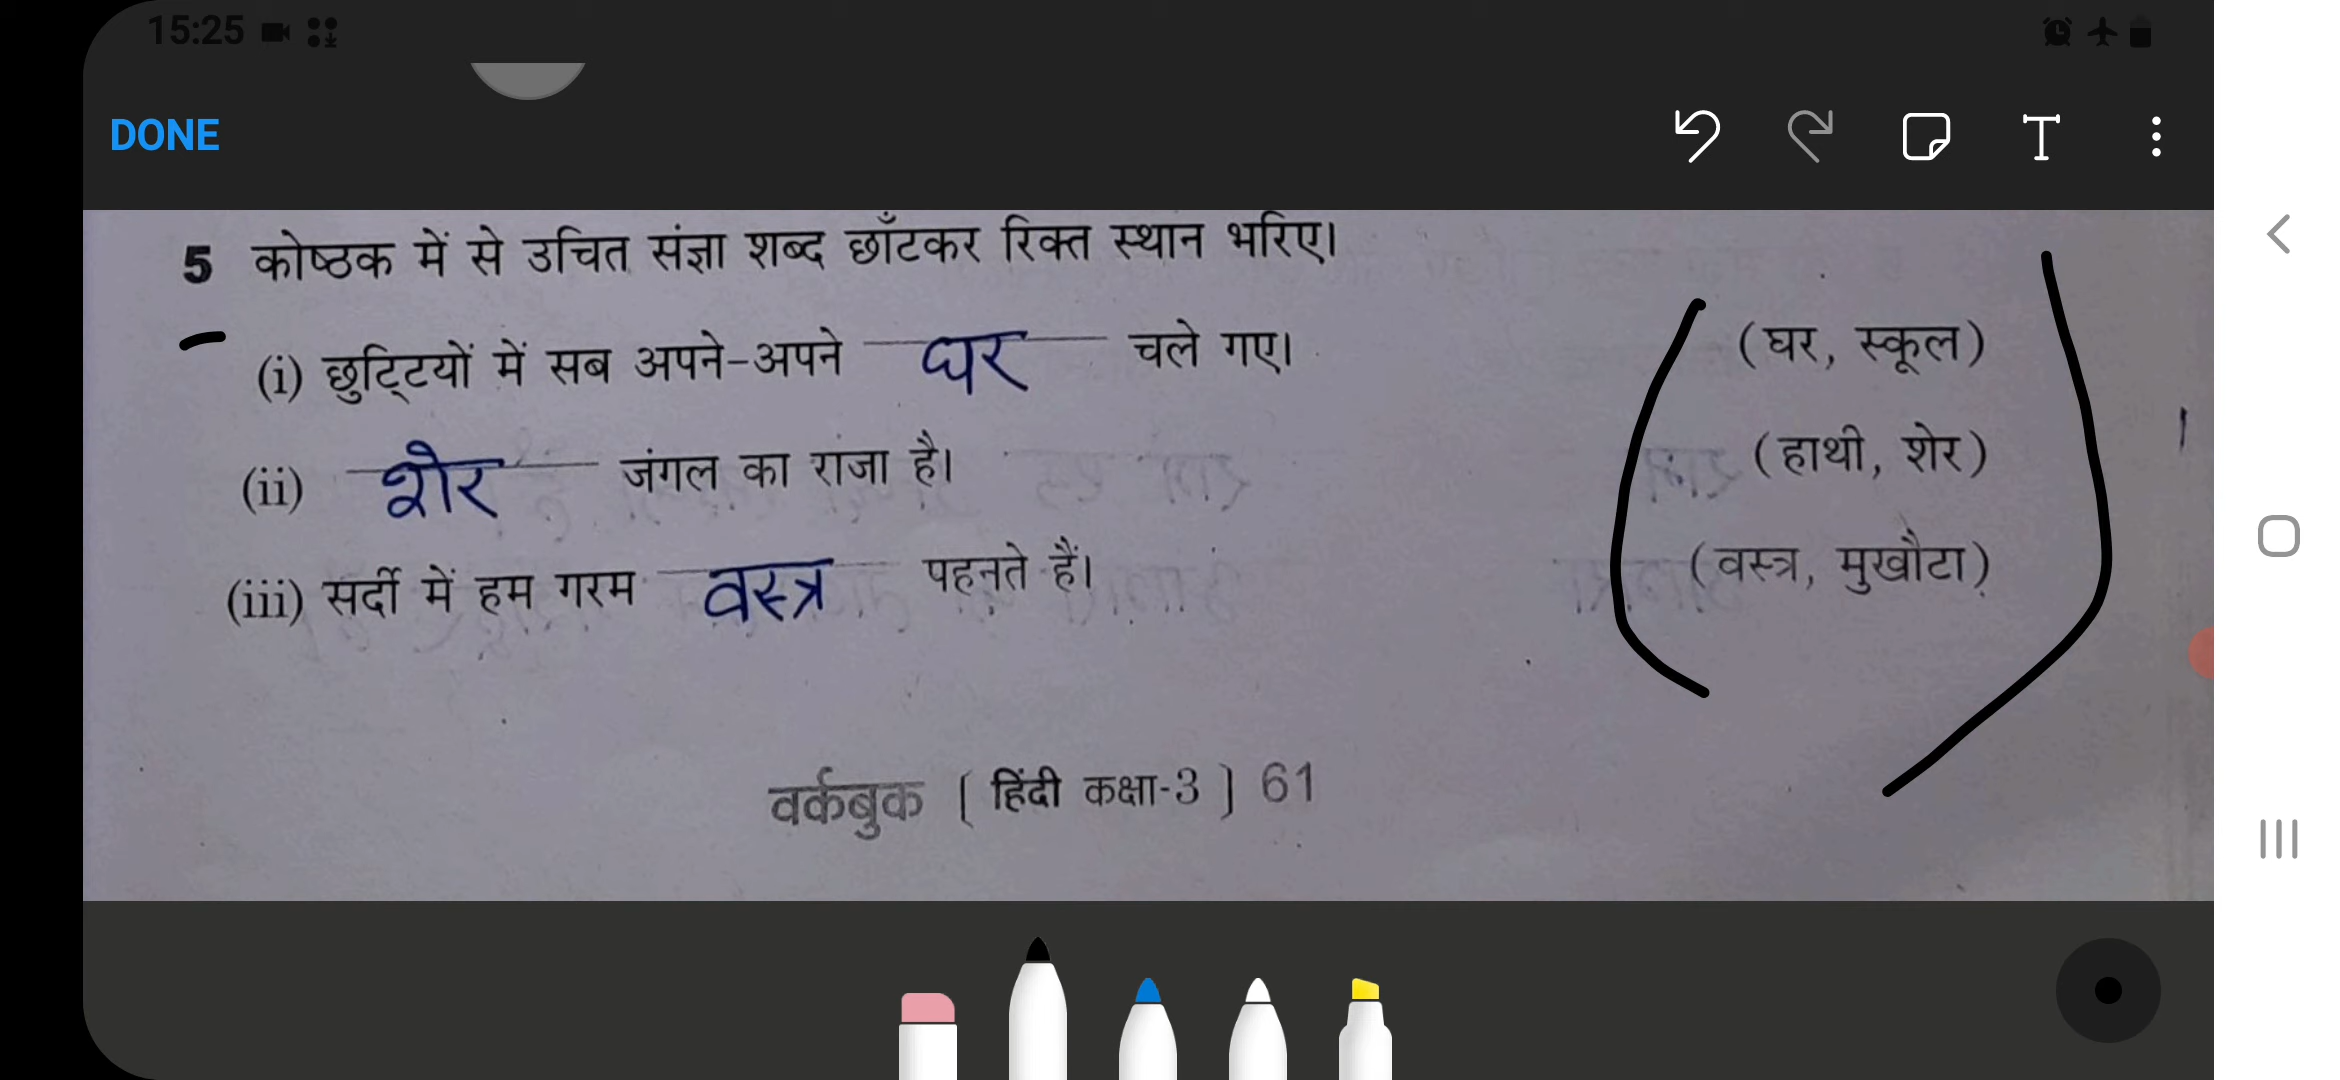 15:25
DONE
5 कोष्ठक में से उचित संज्ञा शब्द छाँटकर रिक्त स्थान भरिए।
(i) छुट्टियों में सब अपने-अपने घर चले गए। (घर, स्कूल)
(ii) शेर जंगल का राजा है। (हाथी, शेर)
(iii) सर्दी में हम गरम वस्त्र पहनते हैं। (वस्त्र, मुखौटा)
वर्कबुक [ हिंदी कक्षा-3 ] 61